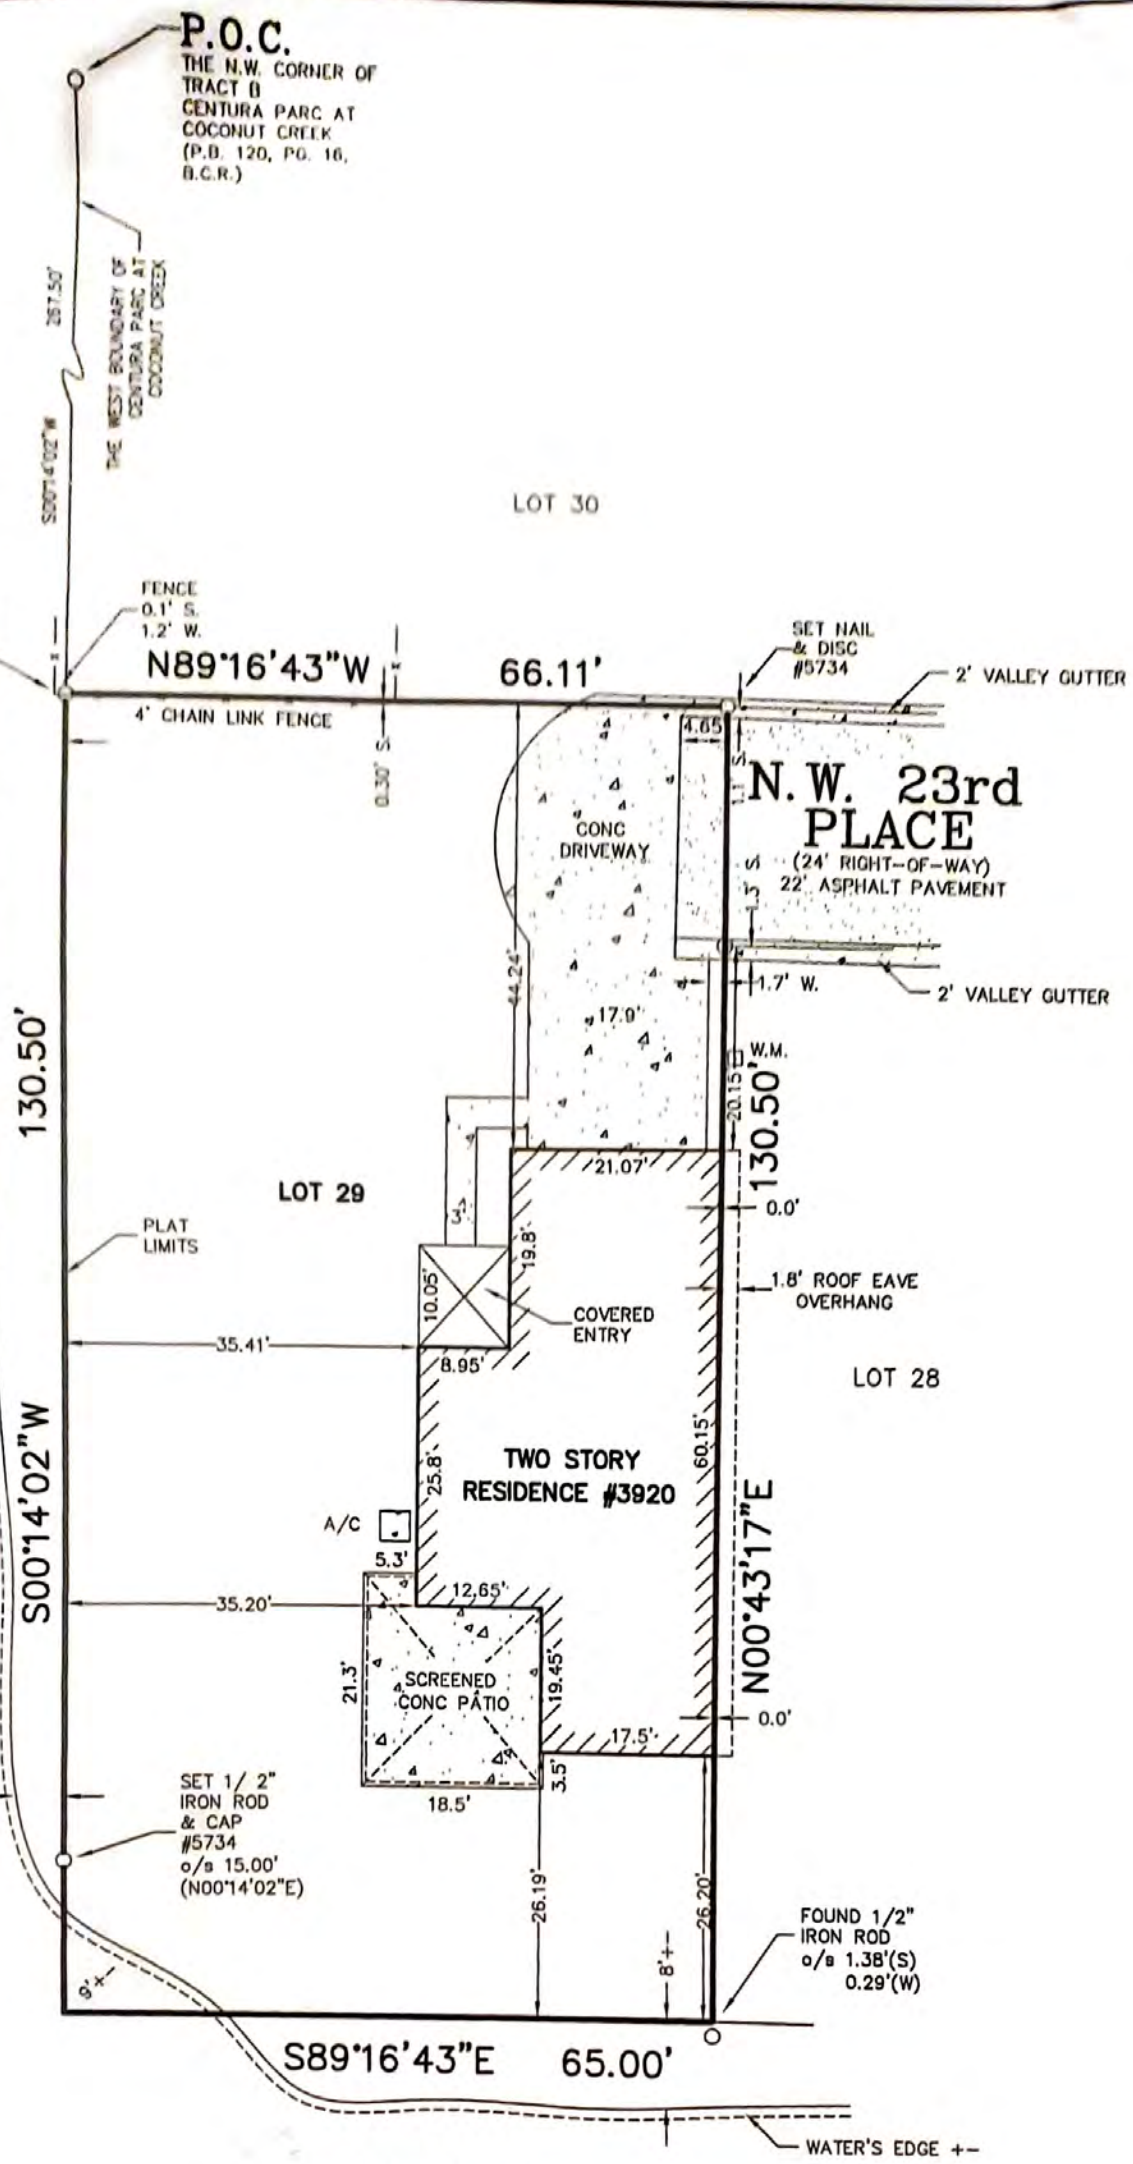 P.O.C.
THE N.W. CORNER OF
TRACT B
CENTURA PARC AT
COCONUT CREEK
(P.B. 120, PG. 16,
B.C.R.)
267.50'
S00°14'02"W
THE WEST BOUNDARY OF
CENTURA PARC AT
COCONUT CREEK
LOT 30
FENCE
0.1' S.
1.2' W.
N89°16'43"W 66.11'
SET NAIL
& DISC
#5734
2' VALLEY GUTTER
4' CHAIN LINK FENCE
0.30' S.
4.65
1.1' S.
N.W. 23rd
PLACE
(24' RIGHT-OF-WAY)
22' ASPHALT PAVEMENT
CONC
DRIVEWAY
1.3' S.
44.24'
1.7' W.
2' VALLEY GUTTER
17.9'
W.M.
20.15'
130.50'
130.50'
21.07'
LOT 29
0.0'
PLAT
LIMITS
3'
19.8'
10.05'
1.8' ROOF EAVE
OVERHANG
COVERED
ENTRY
35.41'
8.95'
LOT 28
S00°14'02"W
60.15'
25.8'
TWO STORY
RESIDENCE #3920
N00°43'17"E
A/C
5.3'
12.65'
35.20'
21.3'
SCREENED
CONC PATIO
19.45'
17.5'
0.0'
3.5'
18.5'
SET 1/ 2"
IRON ROD
& CAP
#5734
o/s 15.00'
(N00°14'02"E)
26.19'
26.20'
FOUND 1/2"
IRON ROD
o/s 1.38'(S)
0.29'(W)
8'+-
9'+-
S89°16'43"E 65.00'
WATER'S EDGE +-